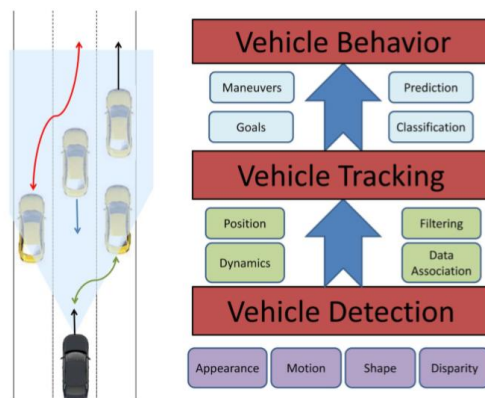 Vehicle Behavior
Maneuvers
Prediction
Goals
Classification
Vehicle Tracking
Position
Filtering
Dynamics
Data
Association
Vehicle Detection
Appearance
Motion
Shape
Disparity